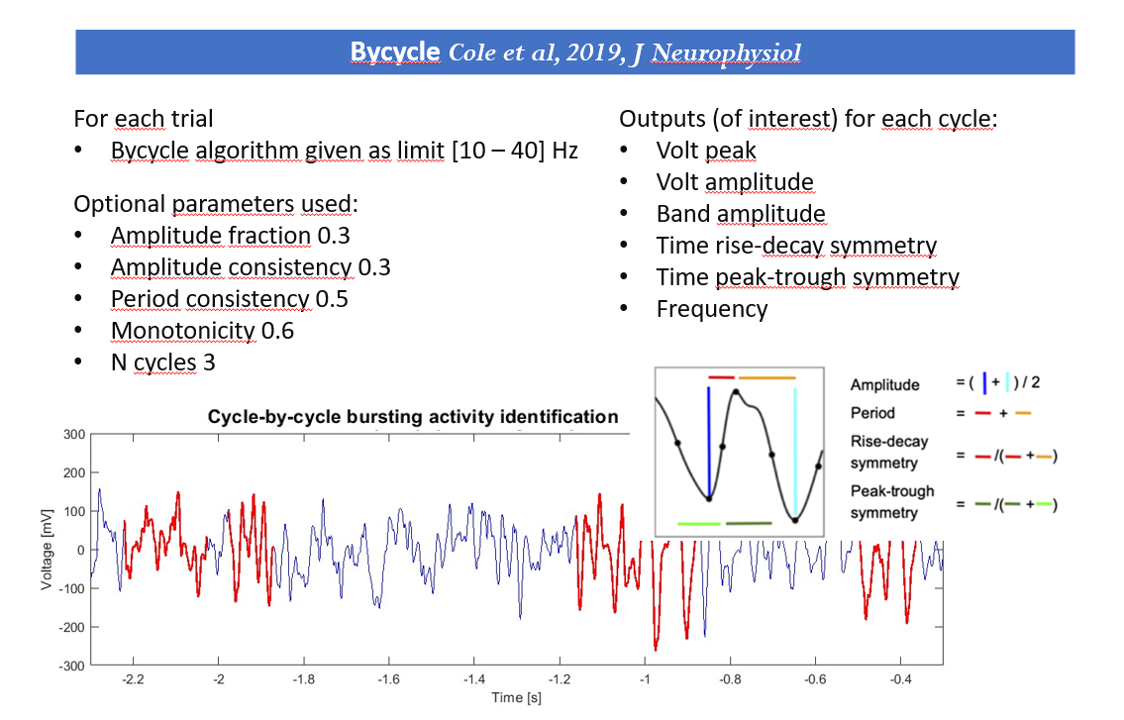 Bycycle Cole et al, 2019, J Neurophysiol
For each trial
• Bycycle algorithm given as limit [10 – 40] Hz
Optional parameters used:
• Amplitude fraction 0.3
• Amplitude consistency 0.3
• Period consistency 0.5
• Monotonicity 0.6
• N cycles 3
Outputs (of interest) for each cycle:
• Volt peak
• Volt amplitude
• Band amplitude
• Time rise-decay symmetry
• Time peak-trough symmetry
• Frequency
Amplitude = ( | + | ) / 2
Period = — + —
Rise-decay
symmetry = — /( — + — )
Peak-trough
symmetry = — /( — + — )
Cycle-by-cycle bursting activity identification
Voltage [mV]
300
200
100
0
-100
-200
-300
-2.2 -2 -1.8 -1.6 -1.4 -1.2 -1 -0.8 -0.6 -0.4
Time [s]